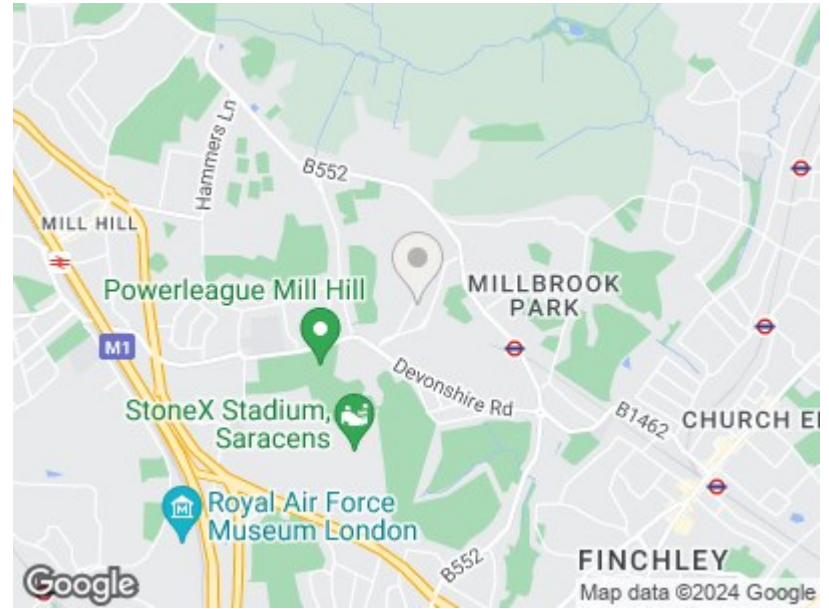 Hammers Ln
B552
MILL HILL
MILLBROOK
PARK
Powerleague Mill Hill
M1
Devonshire Rd
StoneX Stadium,
Saracens
B1462
CHURCH E
Royal Air Force
Museum London
M
B552
FINCHLEY
Google
Map data ©2024 Google